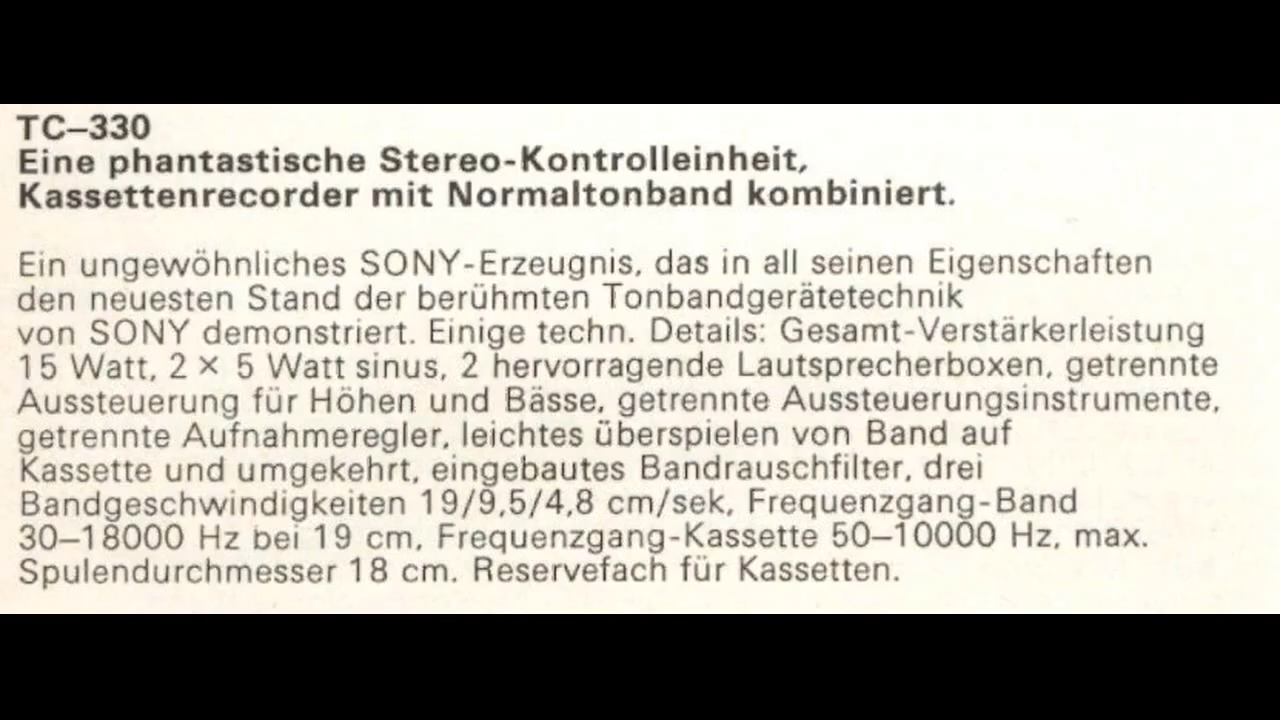 TC–330
Eine phantastische Stereo-Kontrolleinheit,
Kassettenrecorder mit Normaltonband kombiniert.
Ein ungewöhnliches SONY-Erzeugnis, das in all seinen Eigenschaften
den neuesten Stand der berühmten Tonbandgerätetechnik
von SONY demonstriert. Einige techn. Details: Gesamt-Verstärkerleistung
15 Watt, 2 × 5 Watt sinus, 2 hervorragende Lautsprecherboxen, getrennte
Aussteuerung für Höhen und Bässe, getrennte Aussteuerungsinstrumente,
getrennte Aufnahmeregler, leichtes überspielen von Band auf
Kassette und umgekehrt, eingebautes Bandrauschfilter, drei
Bandgeschwindigkeiten 19/9,5/4,8 cm/sek, Frequenzgang-Band
30–18000 Hz bei 19 cm, Frequenzgang-Kassette 50–10000 Hz, max.
Spulendurchmesser 18 cm. Reservefach für Kassetten.